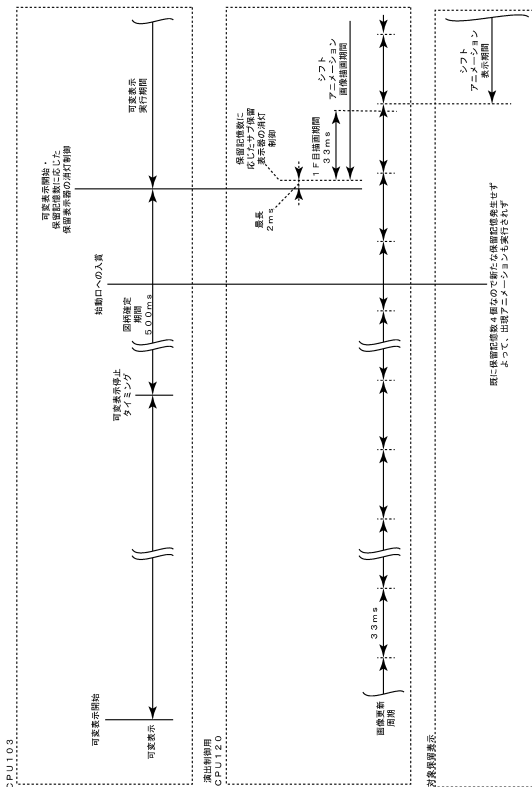 CPU103
可変表示開始
可変表示
可変表示停止
タイミング
図柄確定
期間
500ms
始動口への入賞
可変表示開始・
保留記憶数に応じた
保留表示器の消灯制御
可変表示
実行期間
演出制御用
CPU120
画像更新
周期
33ms
最長
2ms
保留記憶数に
応じたサブ保留
表示器の消灯
制御
1F目描画期間
33ms
シフト
アニメーション
画像描画期間
対象保留表示
既に保留記憶数4個なので新たな保留記憶発生せず
よって、出現アニメーションも実行されず
シフト
アニメーション
表示期間